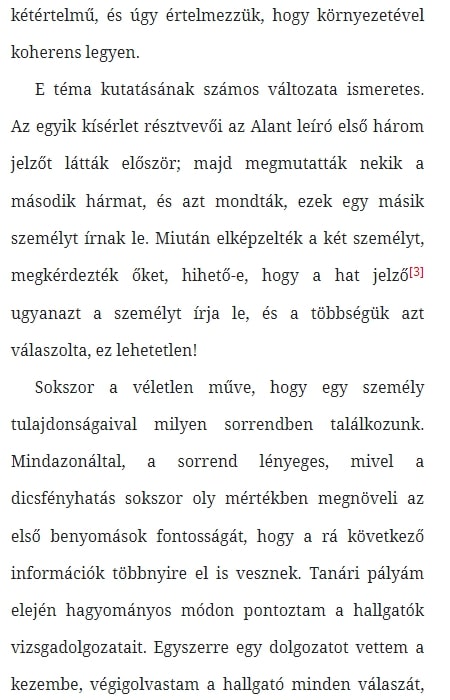 kétértelmű, és úgy értelmezzük, hogy környezetével
koherens legyen.
E téma kutatásának számos változata ismeretes.
Az egyik kísérlet résztvevői az Alant leíró első három
jelzőt látták először; majd megmutatták nekik a
második hármat, és azt mondták, ezek egy másik
személyt írnak le. Miután elképzelték a két személyt,
megkérdezték őket, hihető-e, hogy a hat jelző[3]
ugyanazt a személyt írja le, és a többségük azt
válaszolta, ez lehetetlen!
Sokszor a véletlen műve, hogy egy személy
tulajdonságaival milyen sorrendben találkozunk.
Mindazonáltal, a sorrend lényeges, mivel a
dicsfényhatás sokszor oly mértékben megnöveli az
első benyomások fontosságát, hogy a rá következő
információk többnyire el is vesznek. Tanári pályám
elején hagyományos módon pontoztam a hallgatók
vizsgadolgozatait. Egyszerre egy dolgozatot vettem a
kezembe, végigolvastam a hallgató minden válaszát,